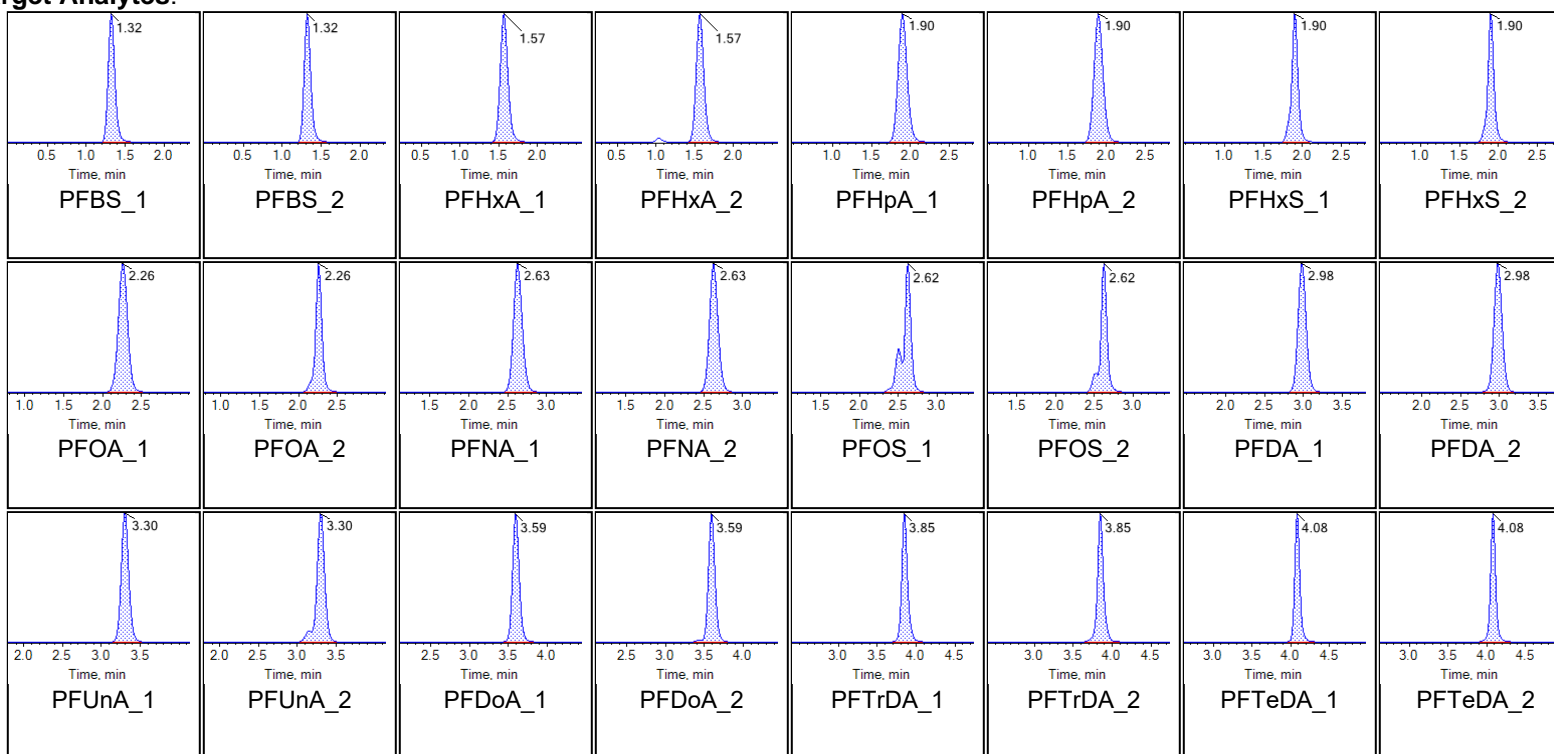 rget Analytes:
1.32 1.32 1.57 1.57 1.90 1.90 1.90 1.90
0.5 1.0 1.5 2.0 0.5 1.0 1.5 2.0 0.5 1.0 1.5 2.0 0.5 1.0 1.5 2.0 1.0 1.5 2.0 2.5 1.0 1.5 2.0 2.5 1.0 1.5 2.0 2.5 1.0 1.5 2.0 2.5
Time, min Time, min Time, min Time, min Time, min Time, min Time, min Time, min
PFBS_1 PFBS_2 PFHxA_1 PFHxA_2 PFHpA_1 PFHpA_2 PFHxS_1 PFHxS_2
2.26 2.26 2.63 2.63 2.62 2.62 2.98 2.98
1.0 1.5 2.0 2.5 1.0 1.5 2.0 2.5 1.5 2.0 2.5 3.0 1.5 2.0 2.5 3.0 1.5 2.0 2.5 3.0 1.5 2.0 2.5 3.0 2.0 2.5 3.0 3.5 2.0 2.5 3.0 3.5
Time, min Time, min Time, min Time, min Time, min Time, min Time, min Time, min
PFOA_1 PFOA_2 PFNA_1 PFNA_2 PFOS_1 PFOS_2 PFDA_1 PFDA_2
3.30 3.30 3.59 3.59 3.85 3.85 4.08 4.08
2.0 2.5 3.0 3.5 2.0 2.5 3.0 3.5 2.5 3.0 3.5 4.0 2.5 3.0 3.5 4.0 3.0 3.5 4.0 4.5 3.0 3.5 4.0 4.5 3.0 3.5 4.0 4.5 3.0 3.5 4.0 4.5
Time, min Time, min Time, min Time, min Time, min Time, min Time, min Time, min
PFUnA_1 PFUnA_2 PFDoA_1 PFDoA_2 PFTrDA_1 PFTrDA_2 PFTeDA_1 PFTeDA_2